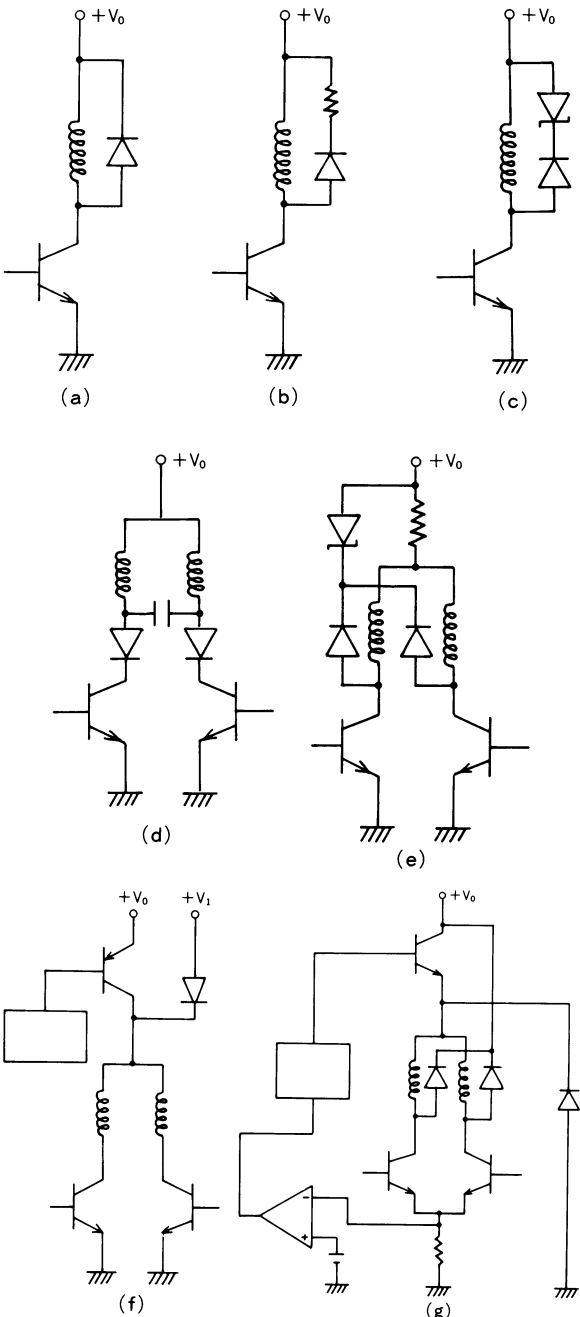 +V₀
+V₀
+V₀
(a)
(b)
(c)
+V₀
+V₀
(d)
(e)
+V₀
+V₁
+V₀
−
+
(f)
(g)